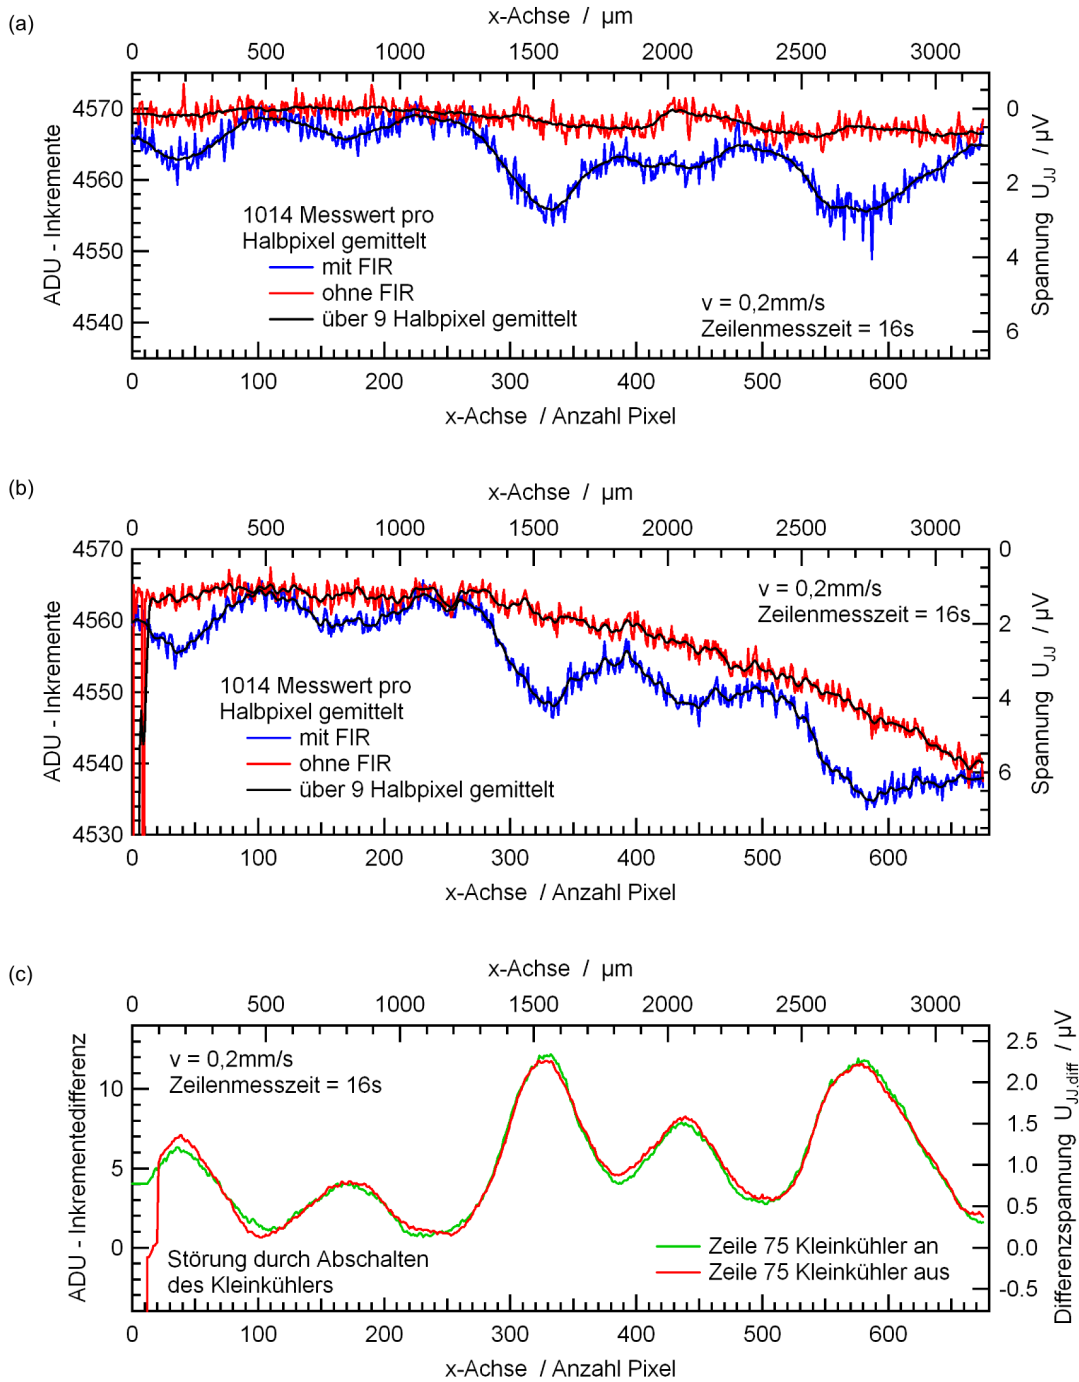 (a)
x-Achse / µm
0 500 1000 1500 2000 2500 3000
ADU - Inkremente
4570
4560
4550
4540
0
2
4
6
Spannung U_JJ / µV
1014 Messwert pro
Halbpixel gemittelt
mit FIR
ohne FIR
über 9 Halbpixel gemittelt
v = 0,2mm/s
Zeilenmesszeit = 16s
0 100 200 300 400 500 600
x-Achse / Anzahl Pixel
(b)
x-Achse / µm
0 500 1000 1500 2000 2500 3000
ADU - Inkremente
4570
4560
4550
4540
4530
0
2
4
6
Spannung U_JJ / µV
v = 0,2mm/s
Zeilenmesszeit = 16s
1014 Messwert pro
Halbpixel gemittelt
mit FIR
ohne FIR
über 9 Halbpixel gemittelt
0 100 200 300 400 500 600
x-Achse / Anzahl Pixel
(c)
x-Achse / µm
0 500 1000 1500 2000 2500 3000
ADU - Inkrementedifferenz
10
5
0
2.5
2.0
1.5
1.0
0.5
0.0
-0.5
Differenzspannung U_JJ.diff / µV
v = 0,2mm/s
Zeilenmesszeit = 16s
Störung durch Abschalten
des Kleinkühlers
Zeile 75 Kleinkühler an
Zeile 75 Kleinkühler aus
0 100 200 300 400 500 600
x-Achse / Anzahl Pixel